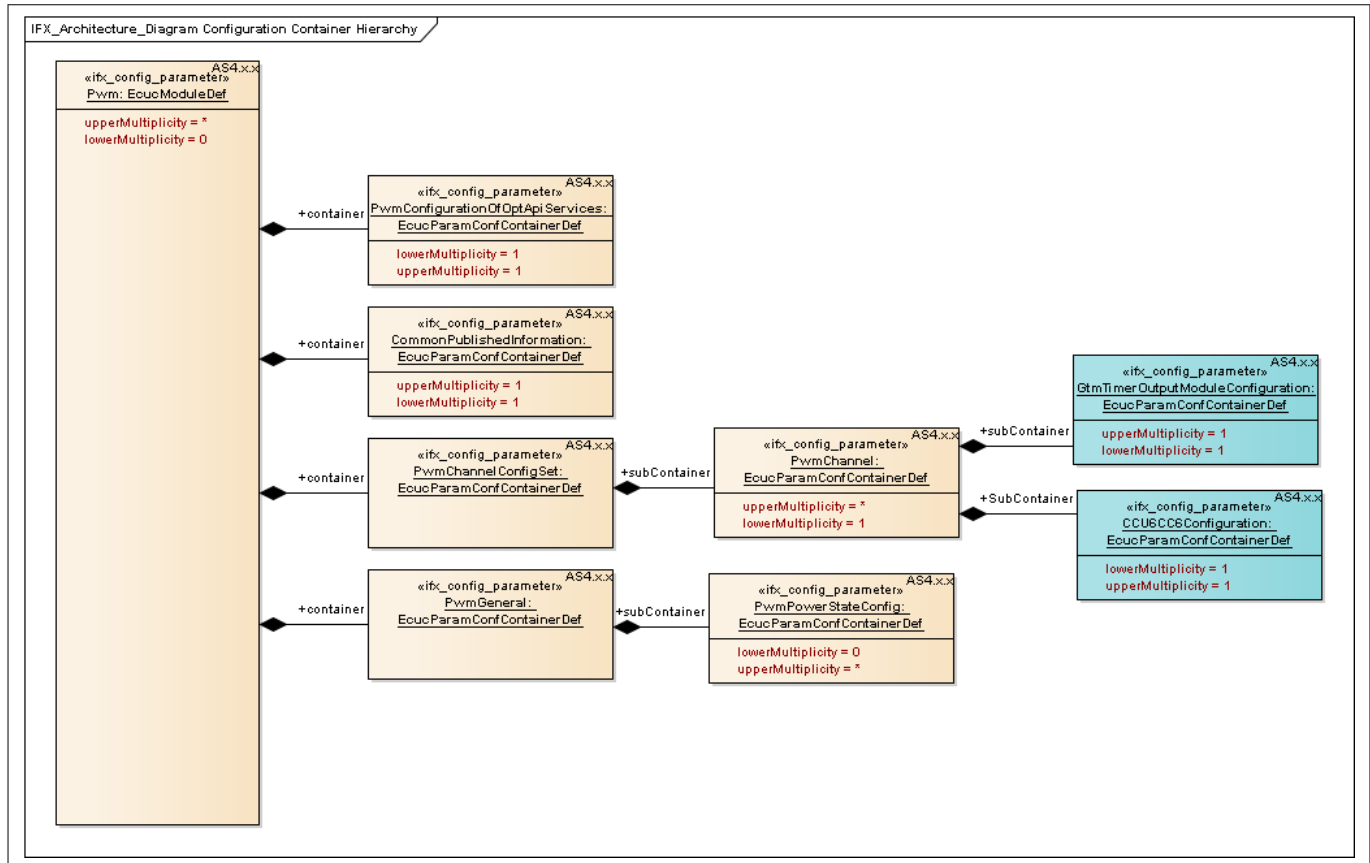 IFX_Architecture_Diagram Configuration Container Hierarchy
AS4.x.x
«ifx_config_parameter»
Pwm: EcucModuleDef
upperMultiplicity = *
lowerMultiplicity = 0
+container
AS4.x.x
«ifx_config_parameter»
PwmConfigurationOfOptApiServices:
EcucParamConfContainerDef
lowerMultiplicity = 1
upperMultiplicity = 1
+container
AS4.x.x
«ifx_config_parameter»
CommonPublishedInformation:
EcucParamConfContainerDef
upperMultiplicity = 1
lowerMultiplicity = 1
+container
AS4.x.x
«ifx_config_parameter»
PwmChannelConfigSet:
EcucParamConfContainerDef
+subContainer
AS4.x.x
«ifx_config_parameter»
PwmChannel:
EcucParamConfContainerDef
upperMultiplicity = *
lowerMultiplicity = 1
+subContainer
AS4.x.x
«ifx_config_parameter»
GtmTimerOutputModuleConfiguration:
EcucParamConfContainerDef
upperMultiplicity = 1
lowerMultiplicity = 1
+SubContainer
AS4.x.x
«ifx_config_parameter»
CCU6CC6Configuration:
EcucParamConfContainerDef
lowerMultiplicity = 1
upperMultiplicity = 1
+container
AS4.x.x
«ifx_config_parameter»
PwmGeneral:
EcucParamConfContainerDef
+subContainer
AS4.x.x
«ifx_config_parameter»
PwmPowerStateConfig:
EcucParamConfContainerDef
lowerMultiplicity = 0
upperMultiplicity = *